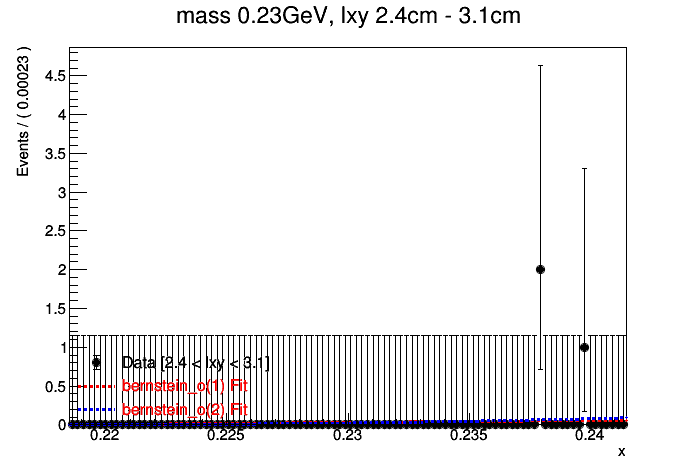 mass 0.23GeV, lxy 2.4cm - 3.1cm
Events / ( 0.00023 )
4.5
4
3.5
3
2.5
2
1.5
1
0.5
0
Data [2.4 < lxy < 3.1]
bernstein_o(1) Fit
bernstein_o(2) Fit
0.22 0.225 0.23 0.235 0.24
x